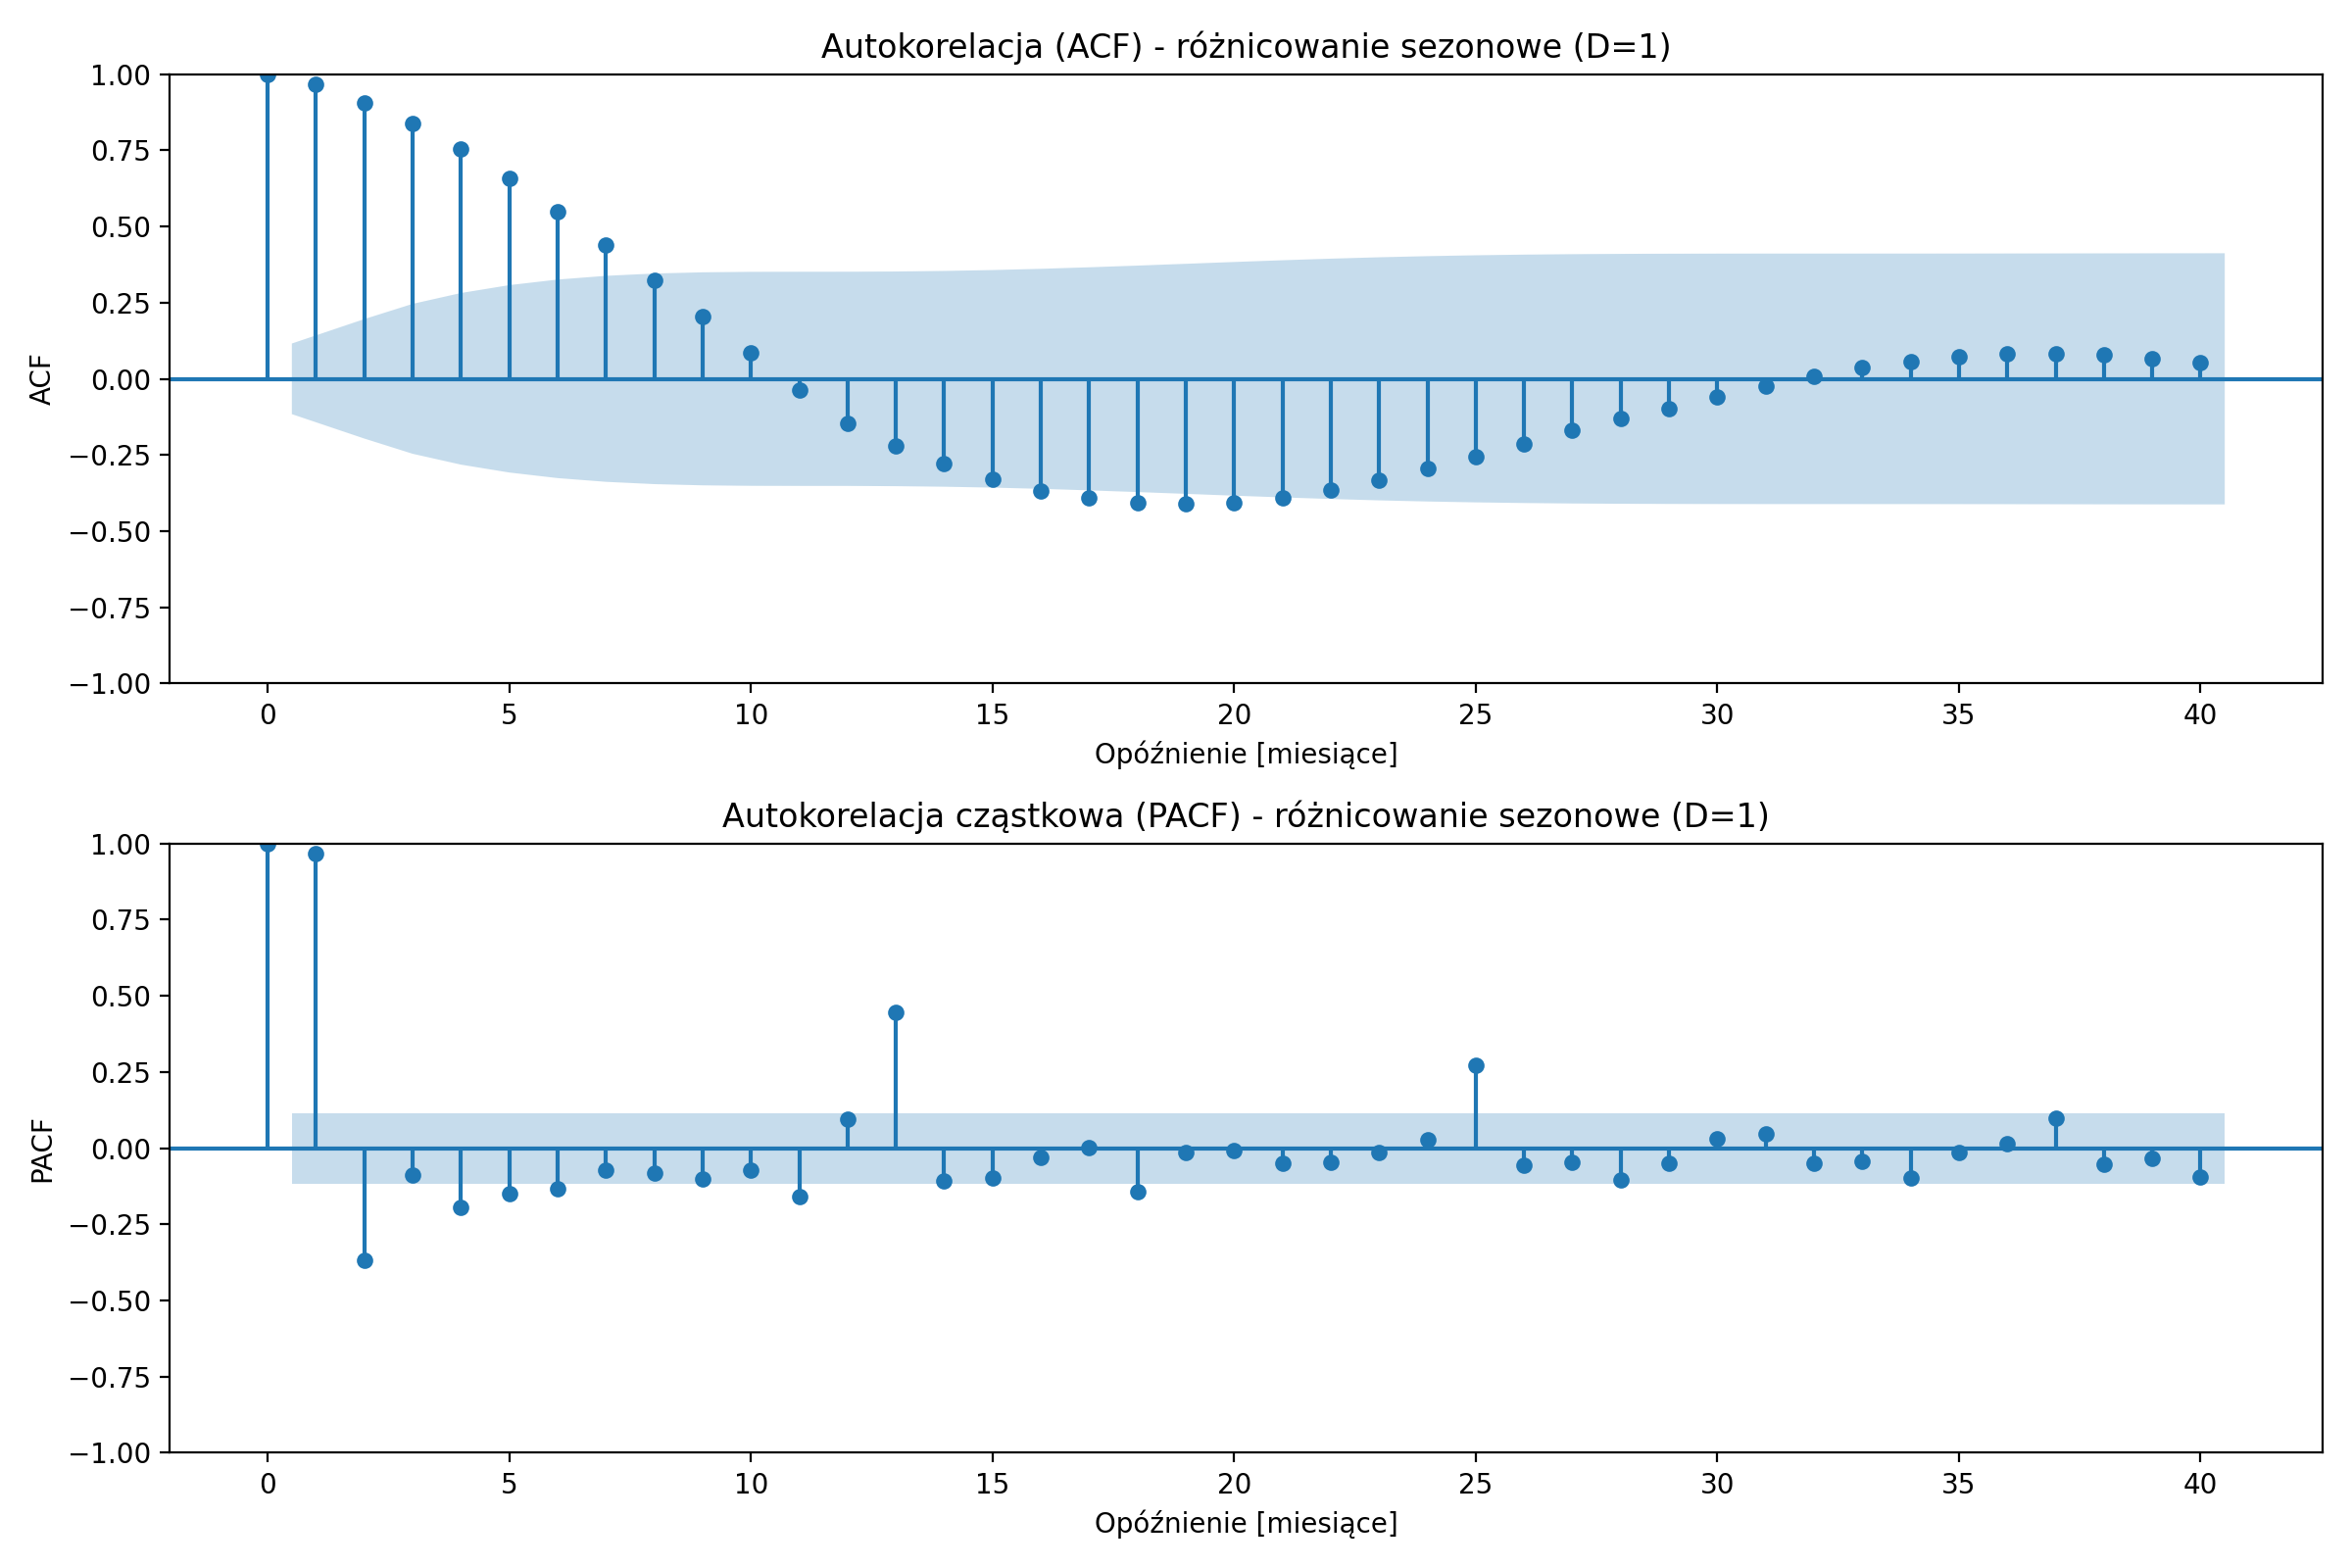 Autokorelacja (ACF) - różnicowanie sezonowe (D=1)
1.00
0.75
0.50
0.25
0.00
−0.25
−0.50
−0.75
−1.00
ACF
0 5 10 15 20 25 30 35 40
Opóźnienie [miesiące]
Autokorelacja cząstkowa (PACF) - różnicowanie sezonowe (D=1)
1.00
0.75
0.50
0.25
0.00
−0.25
−0.50
−0.75
−1.00
PACF
0 5 10 15 20 25 30 35 40
Opóźnienie [miesiące]